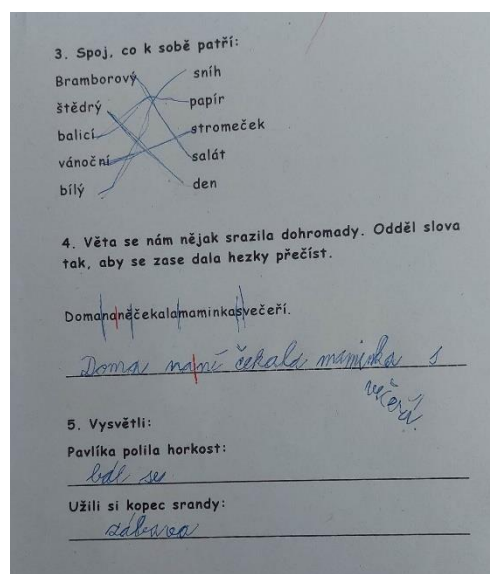 3. Spoj, co k sobě patří:
Bramborový sníh
štědrý papír
balicí stromeček
vánoční salát
bílý den
4. Věta se nám nějak srazila dohromady. Odděl slova
tak, aby se zase dala hezky přečíst.
Domananěčekalamaminkasvečeří.
Doma naní čekala maminka s
večeří.
5. Vysvětli:
Pavlíka polila horkost:
bál se
Užili si kopec srandy:
zábava